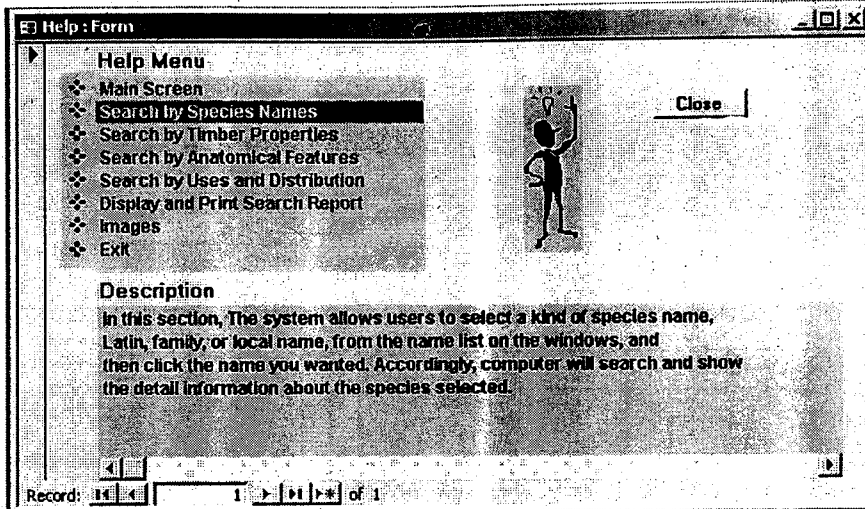 Help : Form
Help Menu
Main Screen
Search by Species Names
Search by Timber Properties
Search by Anatomical Features
Search by Uses and Distribution
Display and Print Search Report
Images
Exit
Close
Description
In this section, The system allows users to select a kind of species name,
Latin, family, or local name, from the name list on the windows, and
then click the name you wanted. Accordingly, computer will search and show
the detail information about the species selected.
Record: 1 of 1